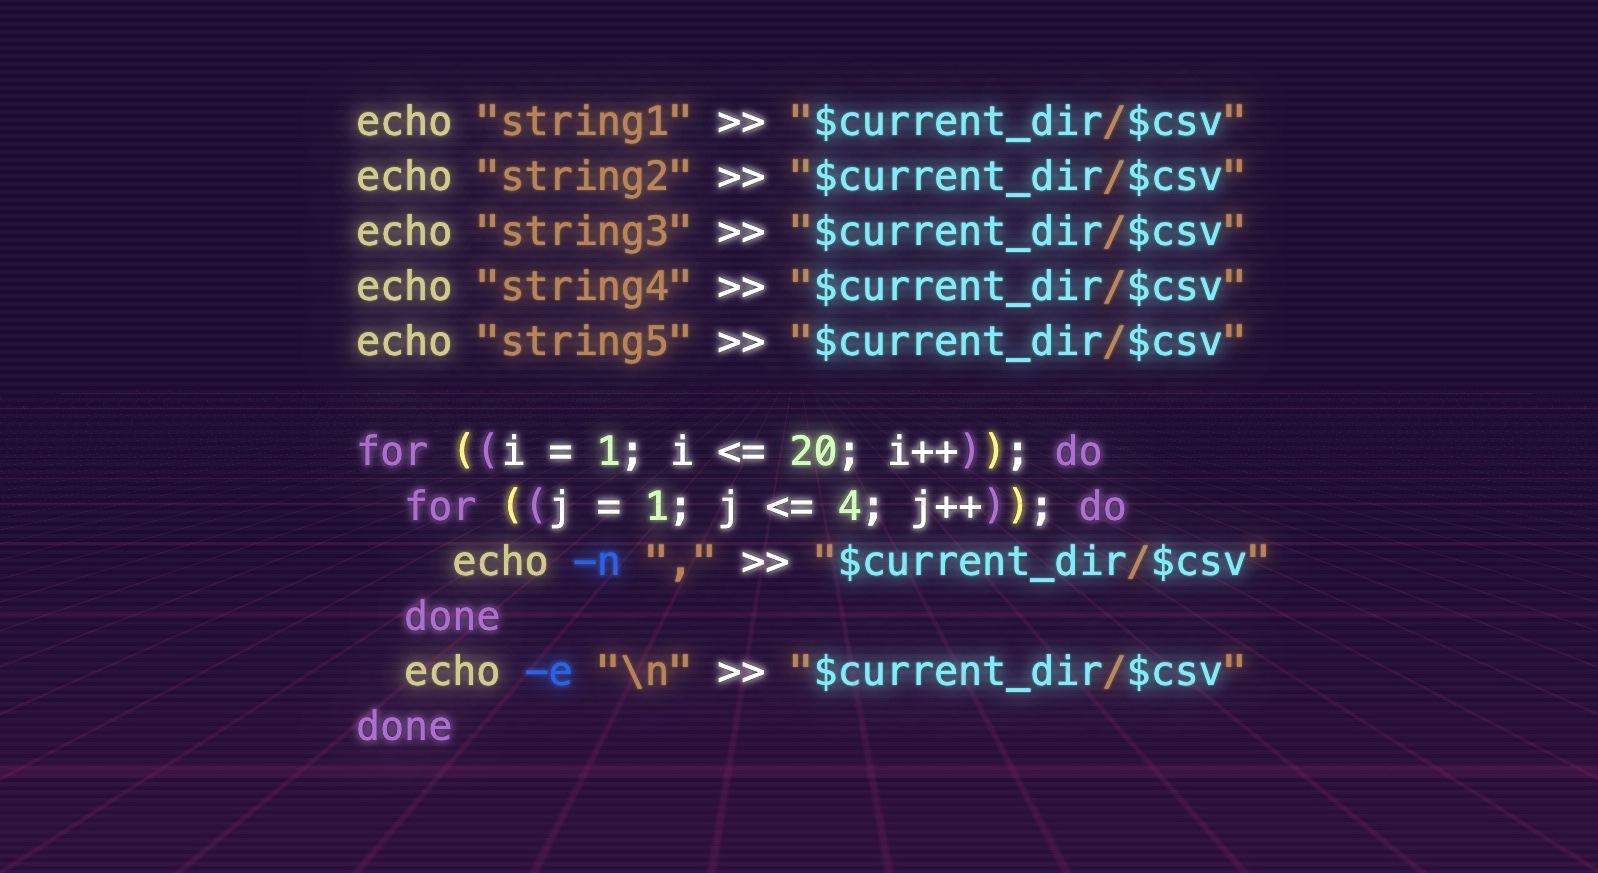 echo "string1" >> "$current_dir/$csv"
echo "string2" >> "$current_dir/$csv"
echo "string3" >> "$current_dir/$csv"
echo "string4" >> "$current_dir/$csv"
echo "string5" >> "$current_dir/$csv"

for ((i = 1; i <= 20; i++)); do
  for ((j = 1; j <= 4; j++)); do
    echo -n "," >> "$current_dir/$csv"
  done
  echo -e "\n" >> "$current_dir/$csv"
done